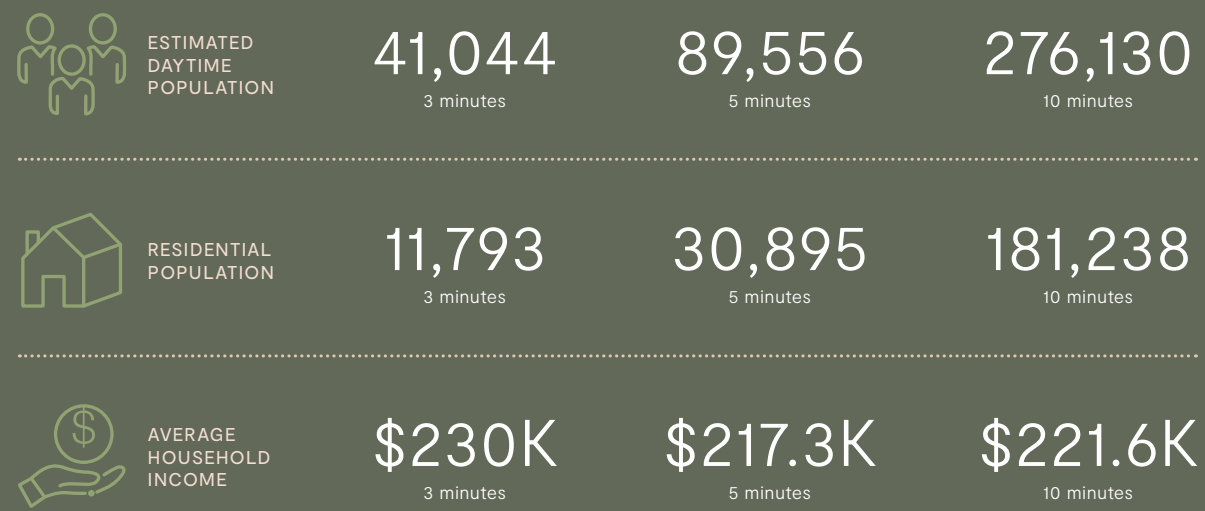 ESTIMATED
DAYTIME
POPULATION
41,044
3 minutes
89,556
5 minutes
276,130
10 minutes
RESIDENTIAL
POPULATION
11,793
3 minutes
30,895
5 minutes
181,238
10 minutes
$
AVERAGE
HOUSEHOLD
INCOME
$230K
3 minutes
$217.3K
5 minutes
$221.6K
10 minutes